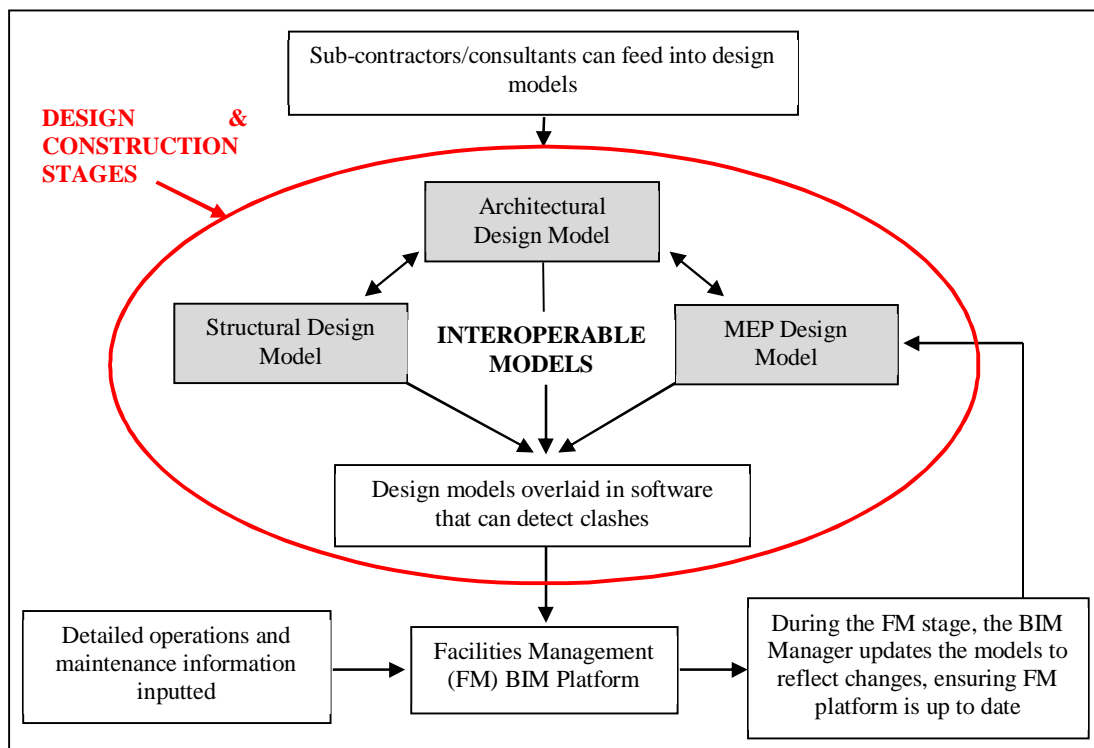 Sub-contractors/consultants can feed into design
models
DESIGN &
CONSTRUCTION
STAGES
Architectural
Design Model
Structural Design
Model
INTEROPERABLE
MODELS
MEP Design
Model
Design models overlaid in software
that can detect clashes
Detailed operations and
maintenance information
inputted
Facilities Management
(FM) BIM Platform
During the FM stage, the BIM
Manager updates the models to
reflect changes, ensuring FM
platform is up to date